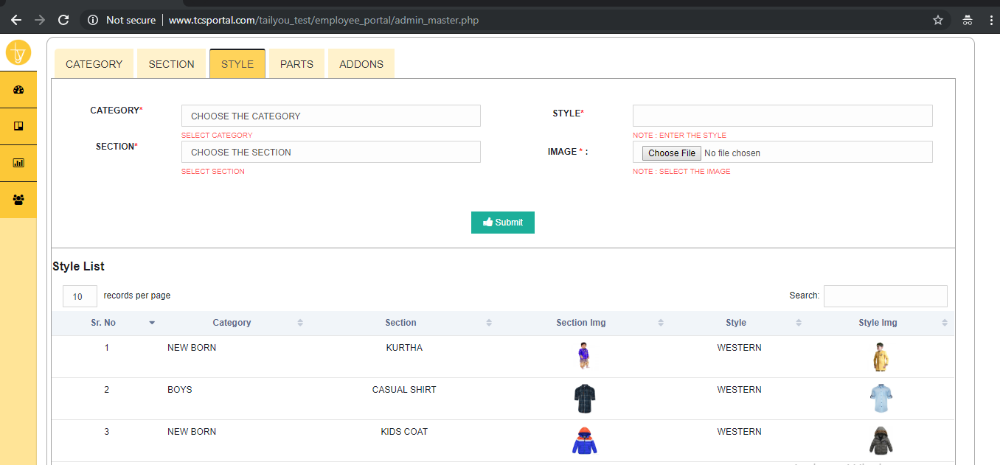 Not secure | www.tcsportal.com/tailyou_test/employee_portal/admin_master.php
ty
CATEGORY SECTION STYLE PARTS ADDONS
CATEGORY* CHOOSE THE CATEGORY STYLE*
SELECT CATEGORY NOTE : ENTER THE STYLE
SECTION* CHOOSE THE SECTION IMAGE * : Choose File No file chosen
SELECT SECTION NOTE : SELECT THE IMAGE
Submit
Style List
10 records per page Search:
Sr. No Category Section Section Img Style Style Img
1 NEW BORN KURTHA WESTERN
2 BOYS CASUAL SHIRT WESTERN
3 NEW BORN KIDS COAT WESTERN